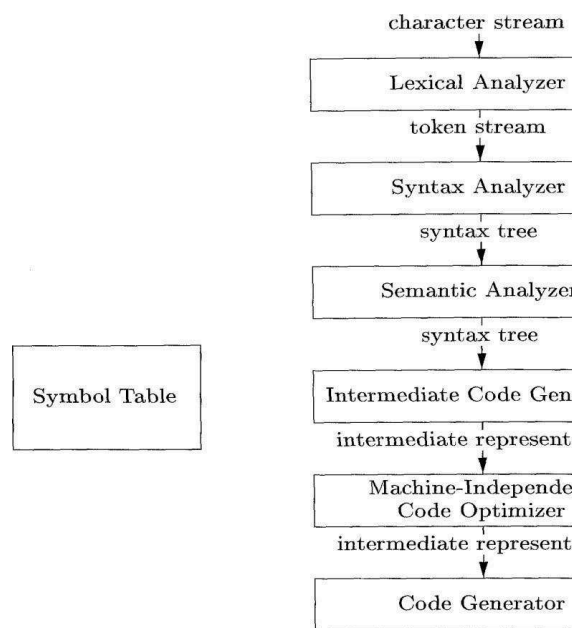 character stream
Lexical Analyzer
token stream
Syntax Analyzer
syntax tree
Semantic Analyzer
syntax tree
Symbol Table
Intermediate Code Gen
intermediate represent
Machine-Independe
Code Optimizer
intermediate represent
Code Generator